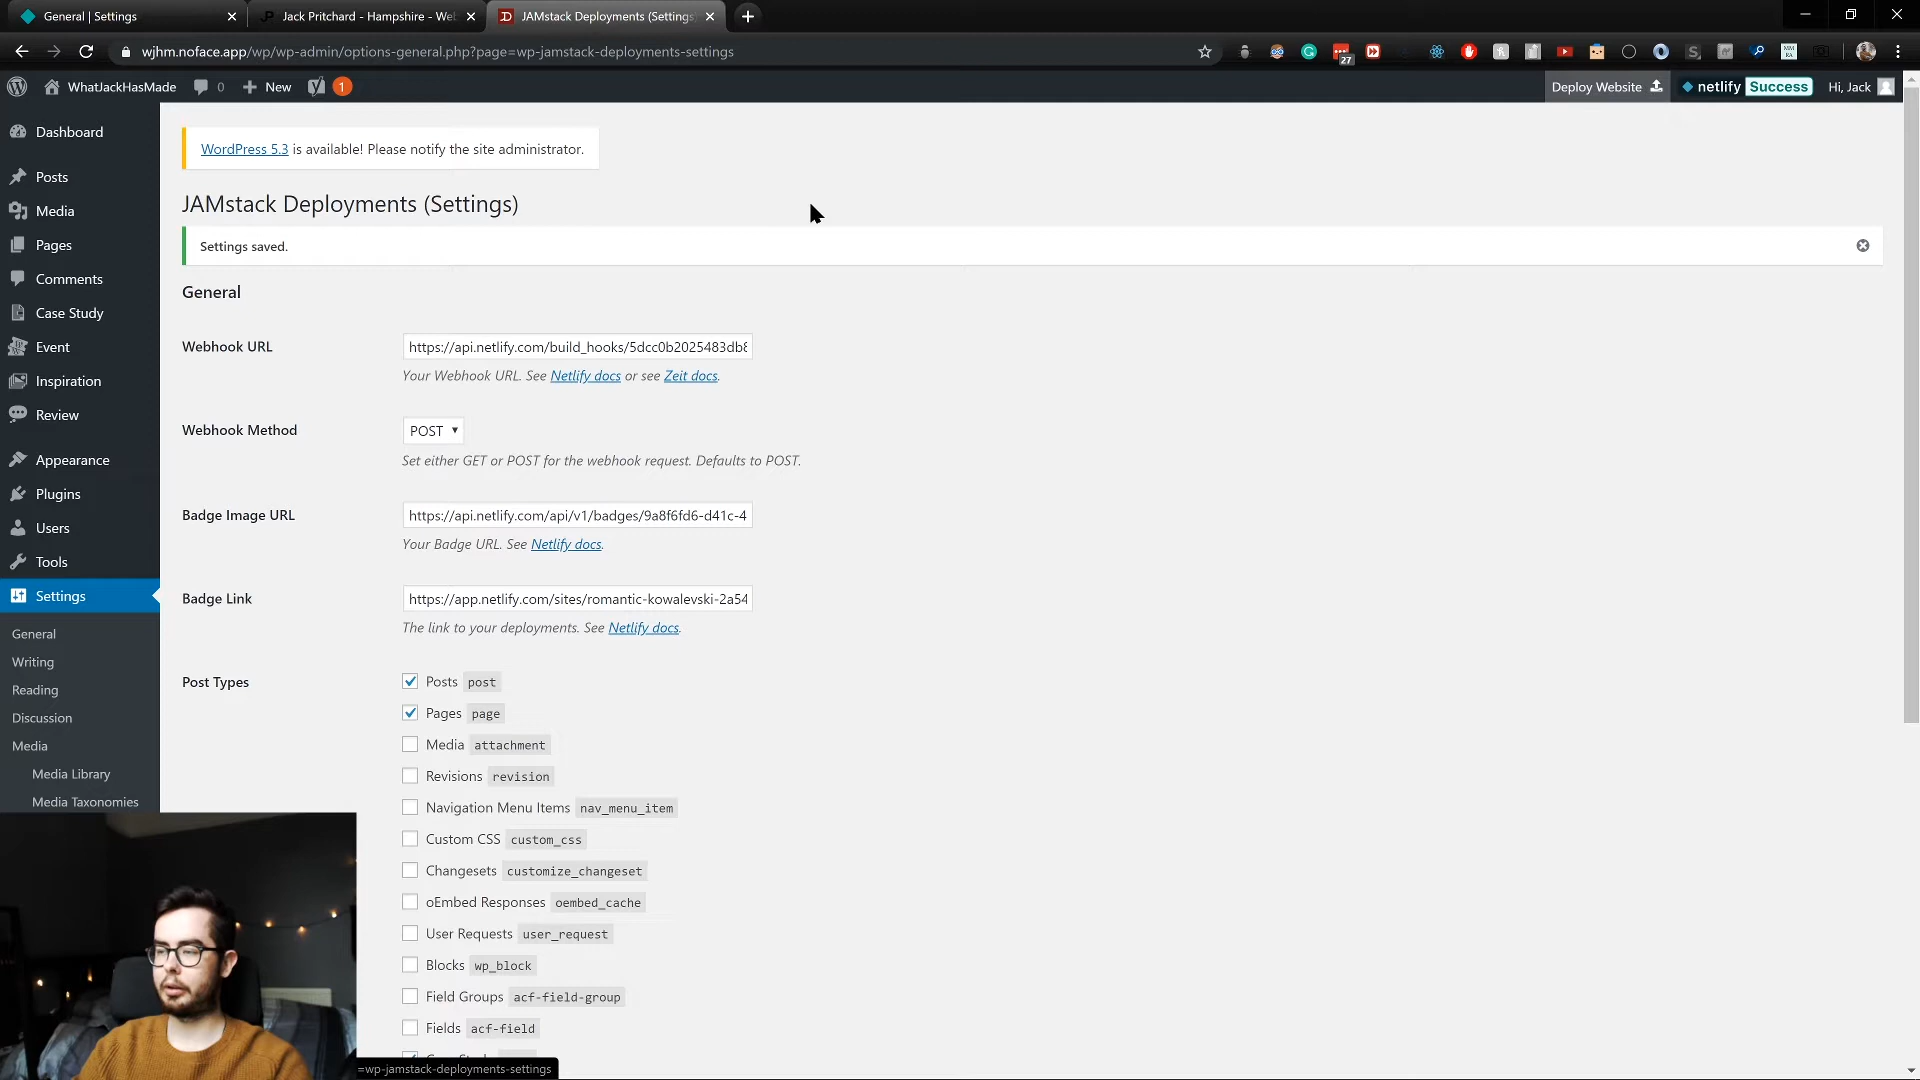 General | Settings
Jack Pritchard - Hampshire - Web
JAMstack Deployments (Settings)
wjhm.noface.app/wp/wp-admin/options-general.php?page=wp-jamstack-deployments-settings
27
WhatJackHasMade
0
New
1
Deploy Website
netlify Success
Hi, Jack
Dashboard
Posts
Media
Pages
Comments
Case Study
Event
Inspiration
Review
Appearance
Plugins
Users
Tools
Settings
General
Writing
Reading
Discussion
Media
Media Library
Media Taxonomies
WordPress 5.3 is available! Please notify the site administrator.
JAMstack Deployments (Settings)
Settings saved.
General
Webhook URL
https://api.netlify.com/build_hooks/5dcc0b2025483db8
Your Webhook URL. See Netlify docs or see Zeit docs.
Webhook Method
POST
Set either GET or POST for the webhook request. Defaults to POST.
Badge Image URL
https://api.netlify.com/api/v1/badges/9a8f6fd6-d41c-4
Your Badge URL. See Netlify docs.
Badge Link
https://app.netlify.com/sites/romantic-kowalevski-2a54
The link to your deployments. See Netlify docs.
Post Types
Posts post
Pages page
Media attachment
Revisions revision
Navigation Menu Items nav_menu_item
Custom CSS custom_css
Changesets customize_changeset
oEmbed Responses oembed_cache
User Requests user_request
Blocks wp_block
Field Groups acf-field-group
Fields acf-field
=wp-jamstack-deployments-settings